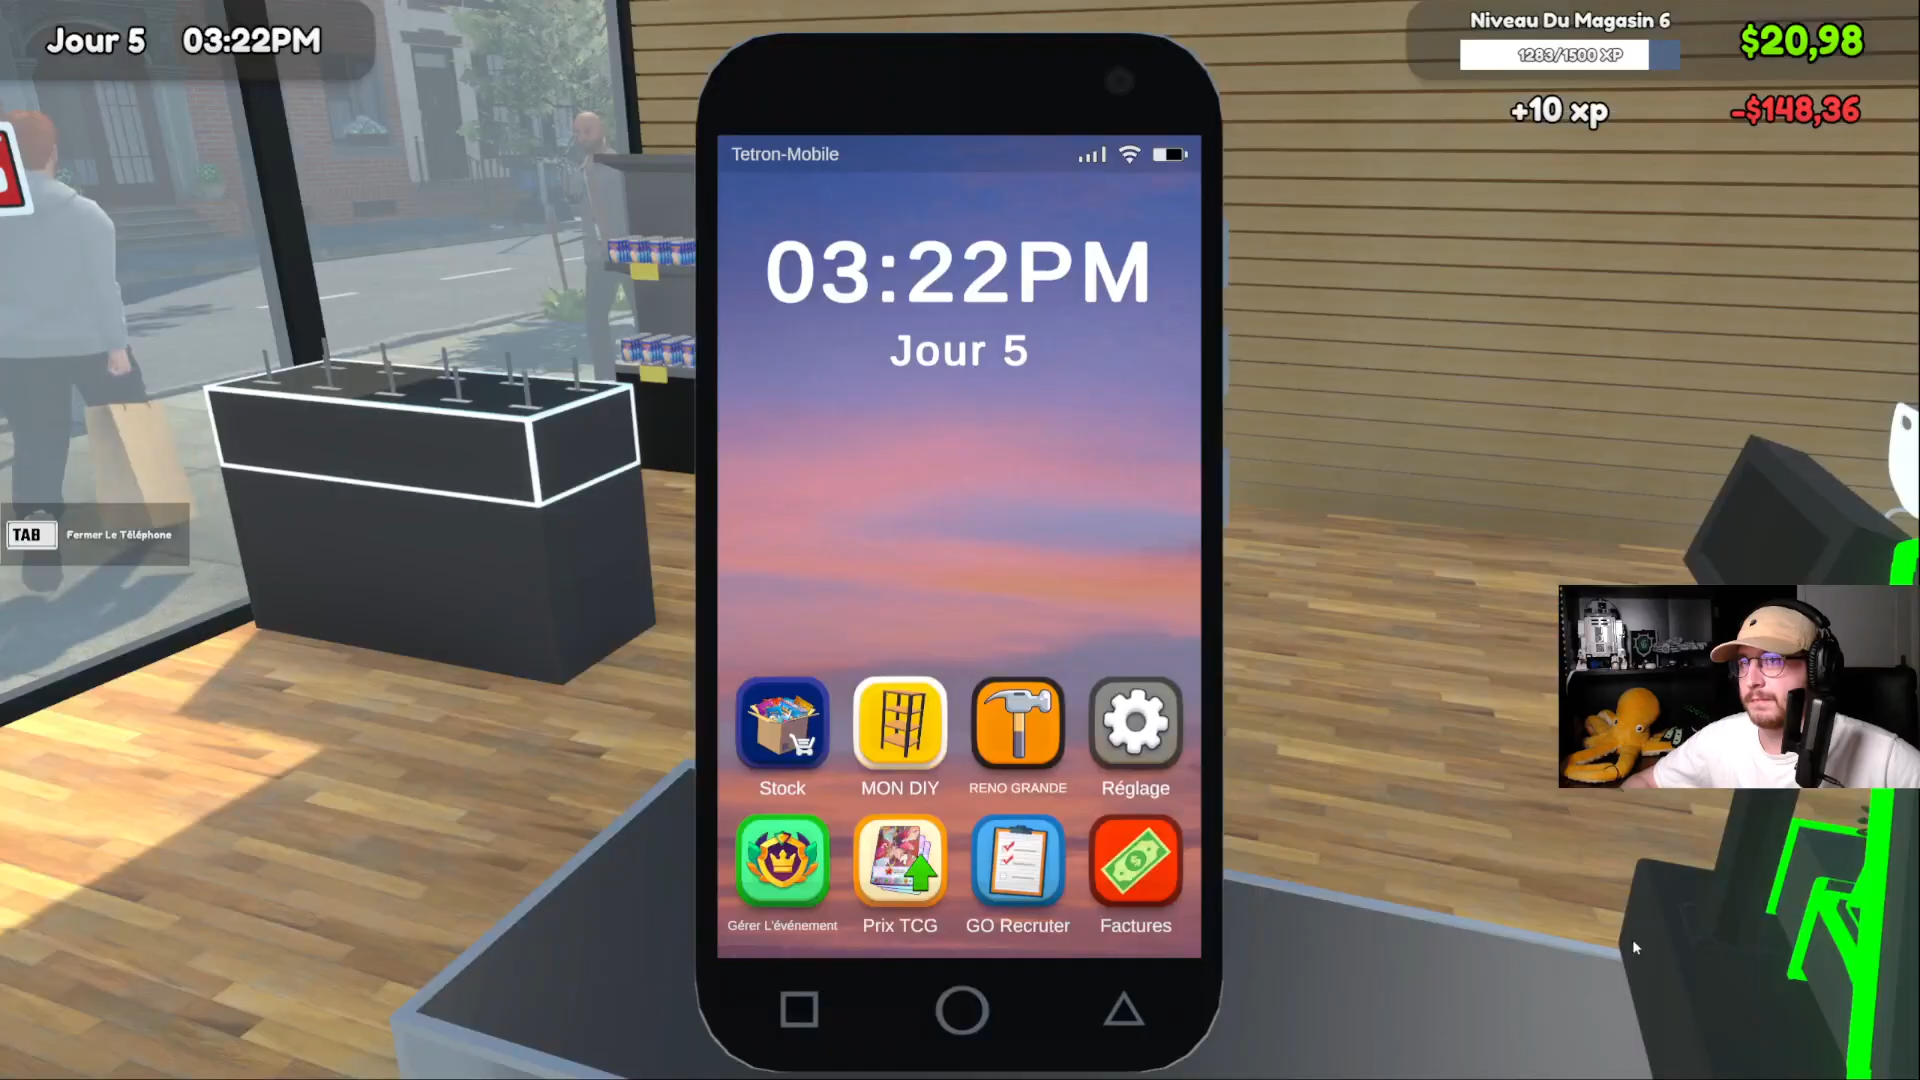 Jour 5 03:22PM
Niveau Du Magasin 6
1283/1500 XP
$20,98
+10 xp
-$148,36
Tetron-Mobile
03:22PM
Jour 5
TAB Fermer Le Téléphone
Stock MON DIY RENO GRANDE Réglage
Gérer L'événement Prix TCG GO Recruter Factures